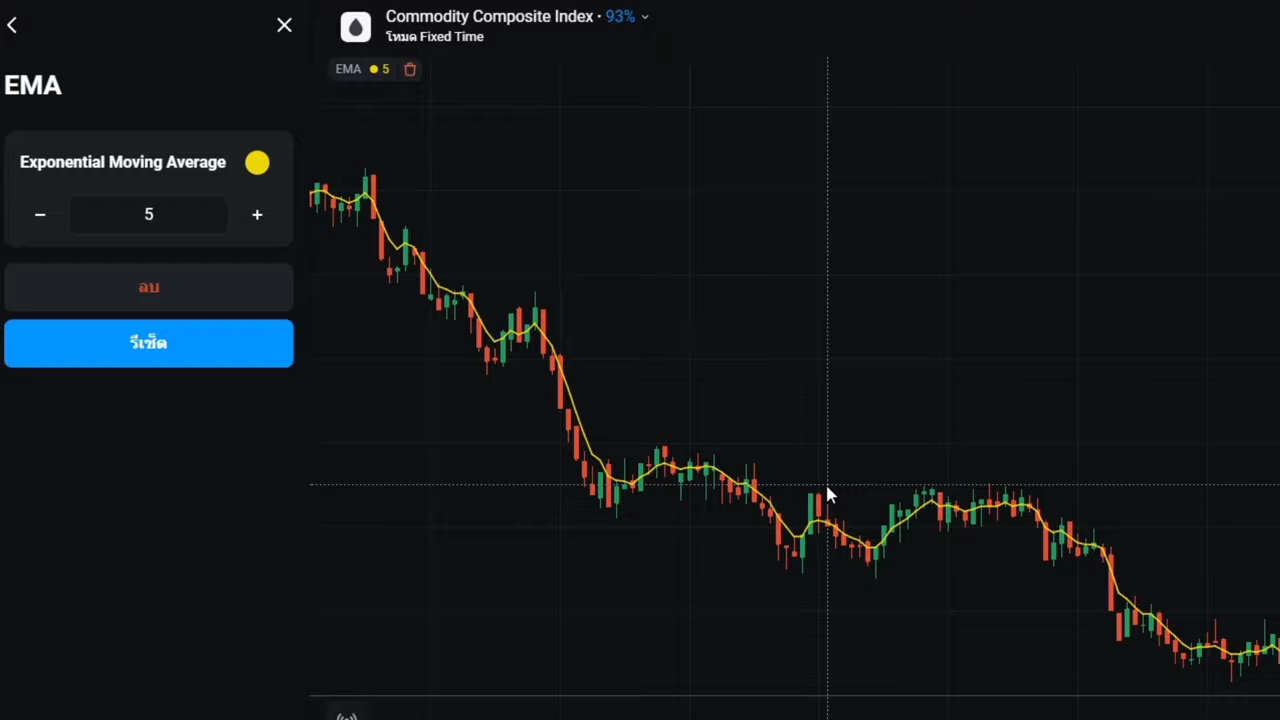 Commodity Composite Index · 93%
โหมด Fixed Time
EMA 5
EMA
Exponential Moving Average
− 5 +
ลบ
รีเซ็ต